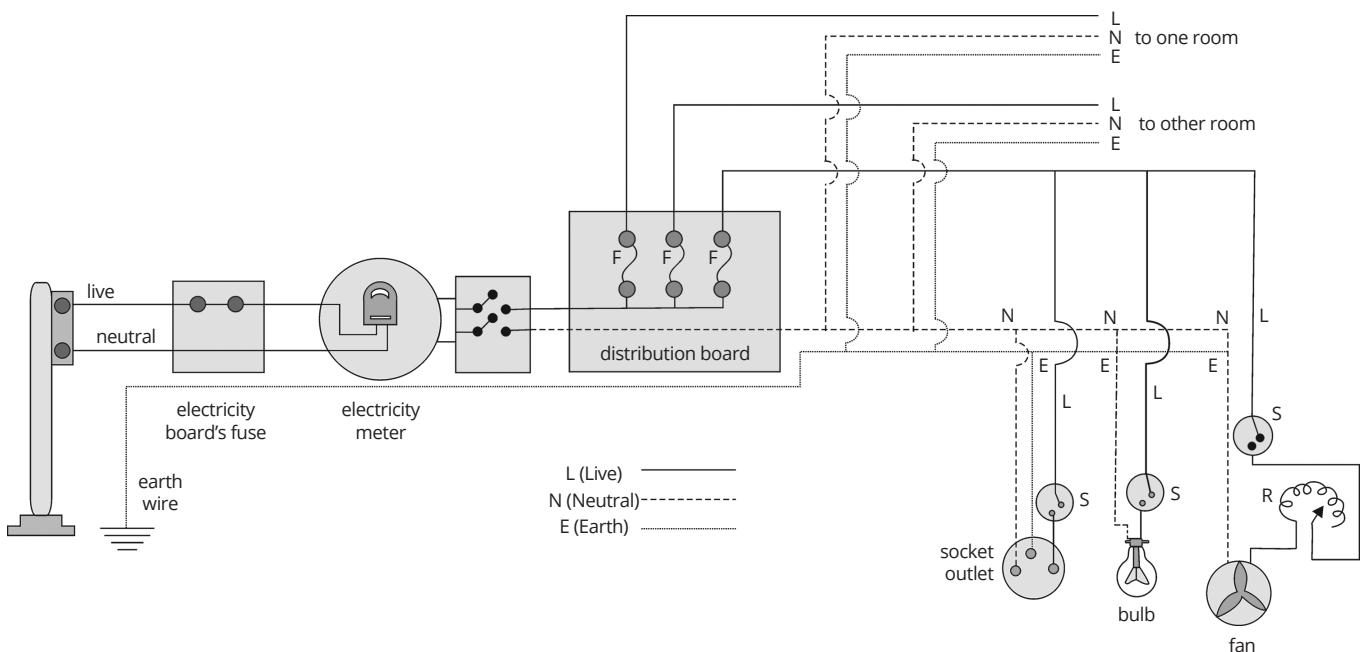 L
N to one room
E
L
N to other room
E
F F F
live
neutral
distribution board
N N N L
E E E
L L
electricity
board's fuse
electricity
meter
earth
wire
L (Live)
N (Neutral)
E (Earth)
S
S
S
R
socket
outlet
bulb
fan